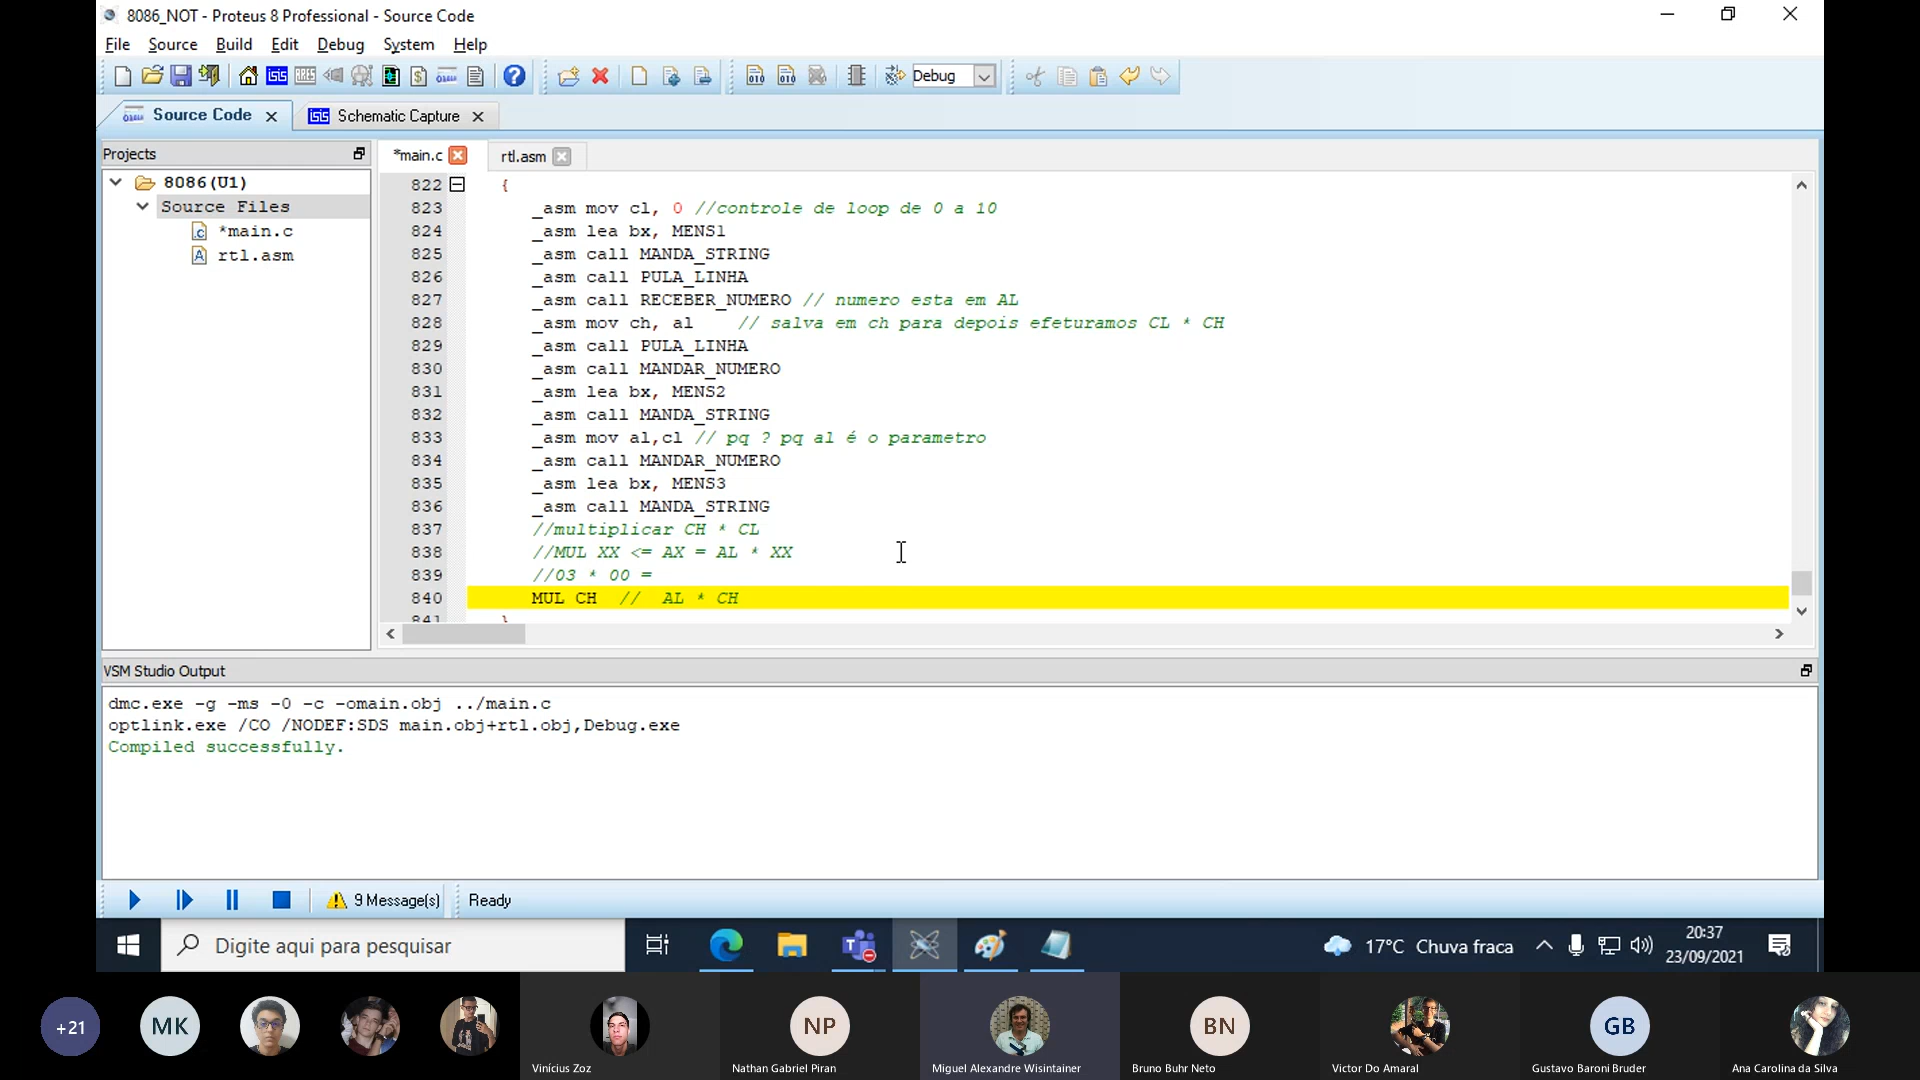 8086_NOT - Proteus 8 Professional - Source Code
File Source Build Edit Debug System Help
Debug
Source Code
Schematic Capture
Projects
*main.c
rtl.asm
8086(U1)
Source Files
*main.c
rtl.asm
822 {
823 _asm mov cl, 0 //controle de loop de 0 a 10
824 _asm lea bx, MENS1
825 _asm call MANDA_STRING
826 _asm call PULA_LINHA
827 _asm call RECEBER_NUMERO // numero esta em AL
828 _asm mov ch, al // salva em ch para depois efeturamos CL * CH
829 _asm call PULA_LINHA
830 _asm call MANDAR_NUMERO
831 _asm lea bx, MENS2
832 _asm call MANDA_STRING
833 _asm mov al,cl // pq ? pq al é o parametro
834 _asm call MANDAR_NUMERO
835 _asm lea bx, MENS3
836 _asm call MANDA_STRING
837 //multiplicar CH * CL
838 //MUL XX <= AX = AL * XX
839 //03 * 00 =
840 MUL CH // AL * CH
841 }
VSM Studio Output
dmc.exe -g -ms -0 -c -omain.obj ../main.c
optlink.exe /CO /NODEF:SDS main.obj+rtl.obj,Debug.exe
Compiled successfully.
9 Message(s)
Ready
Digite aqui para pesquisar
17°C Chuva fraca
20:37
23/09/2021
+21
MK
NP
BN
GB
Vinícius Zoz
Nathan Gabriel Piran
Miguel Alexandre Wisintainer
Bruno Buhr Neto
Victor Do Amaral
Gustavo Baroni Bruder
Ana Carolina da Silva